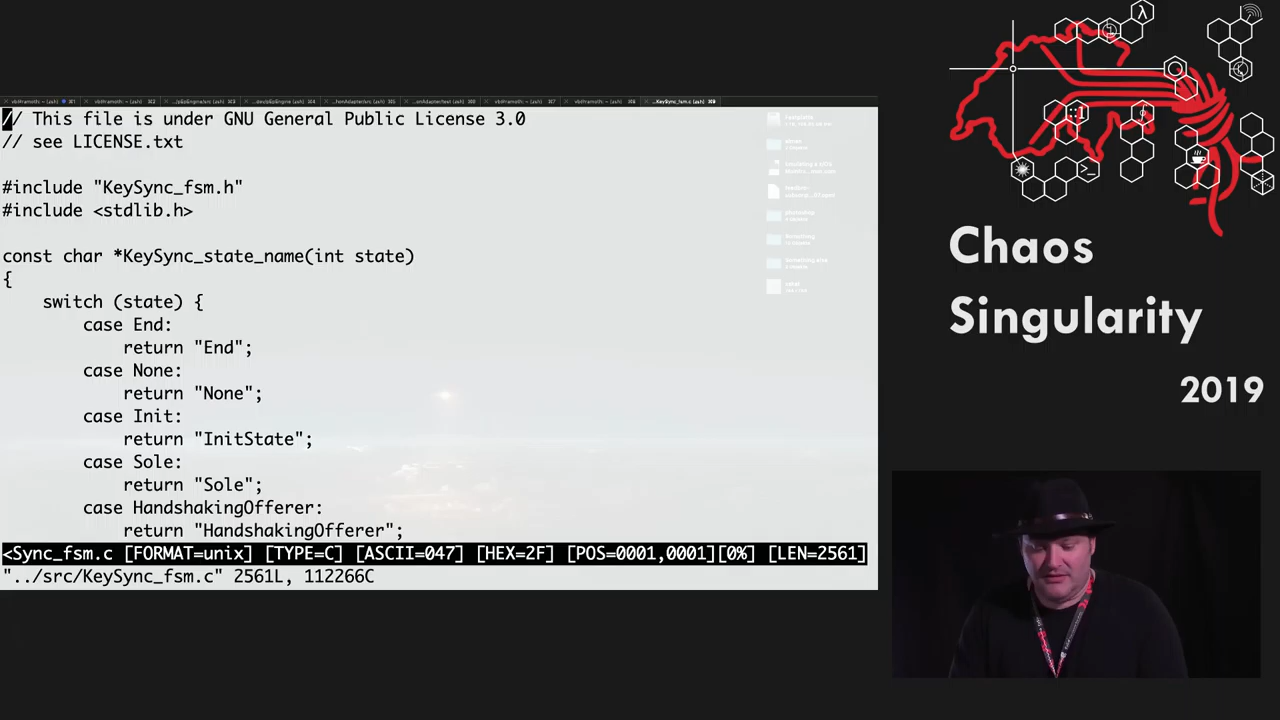 // This file is under GNU General Public License 3.0
// see LICENSE.txt
#include "KeySync_fsm.h"
#include <stdlib.h>
const char *KeySync_state_name(int state)
{
switch (state) {
case End:
return "End";
case None:
return "None";
case Init:
return "InitState";
case Sole:
return "Sole";
case HandshakingOfferer:
return "HandshakingOfferer";
<Sync_fsm.c [FORMAT=unix] [TYPE=C] [ASCII=047] [HEX=2F] [POS=0001,0001][0%] [LEN=2561]
"../src/KeySync_fsm.c" 2561L, 112266C
Chaos
Singularity
2019